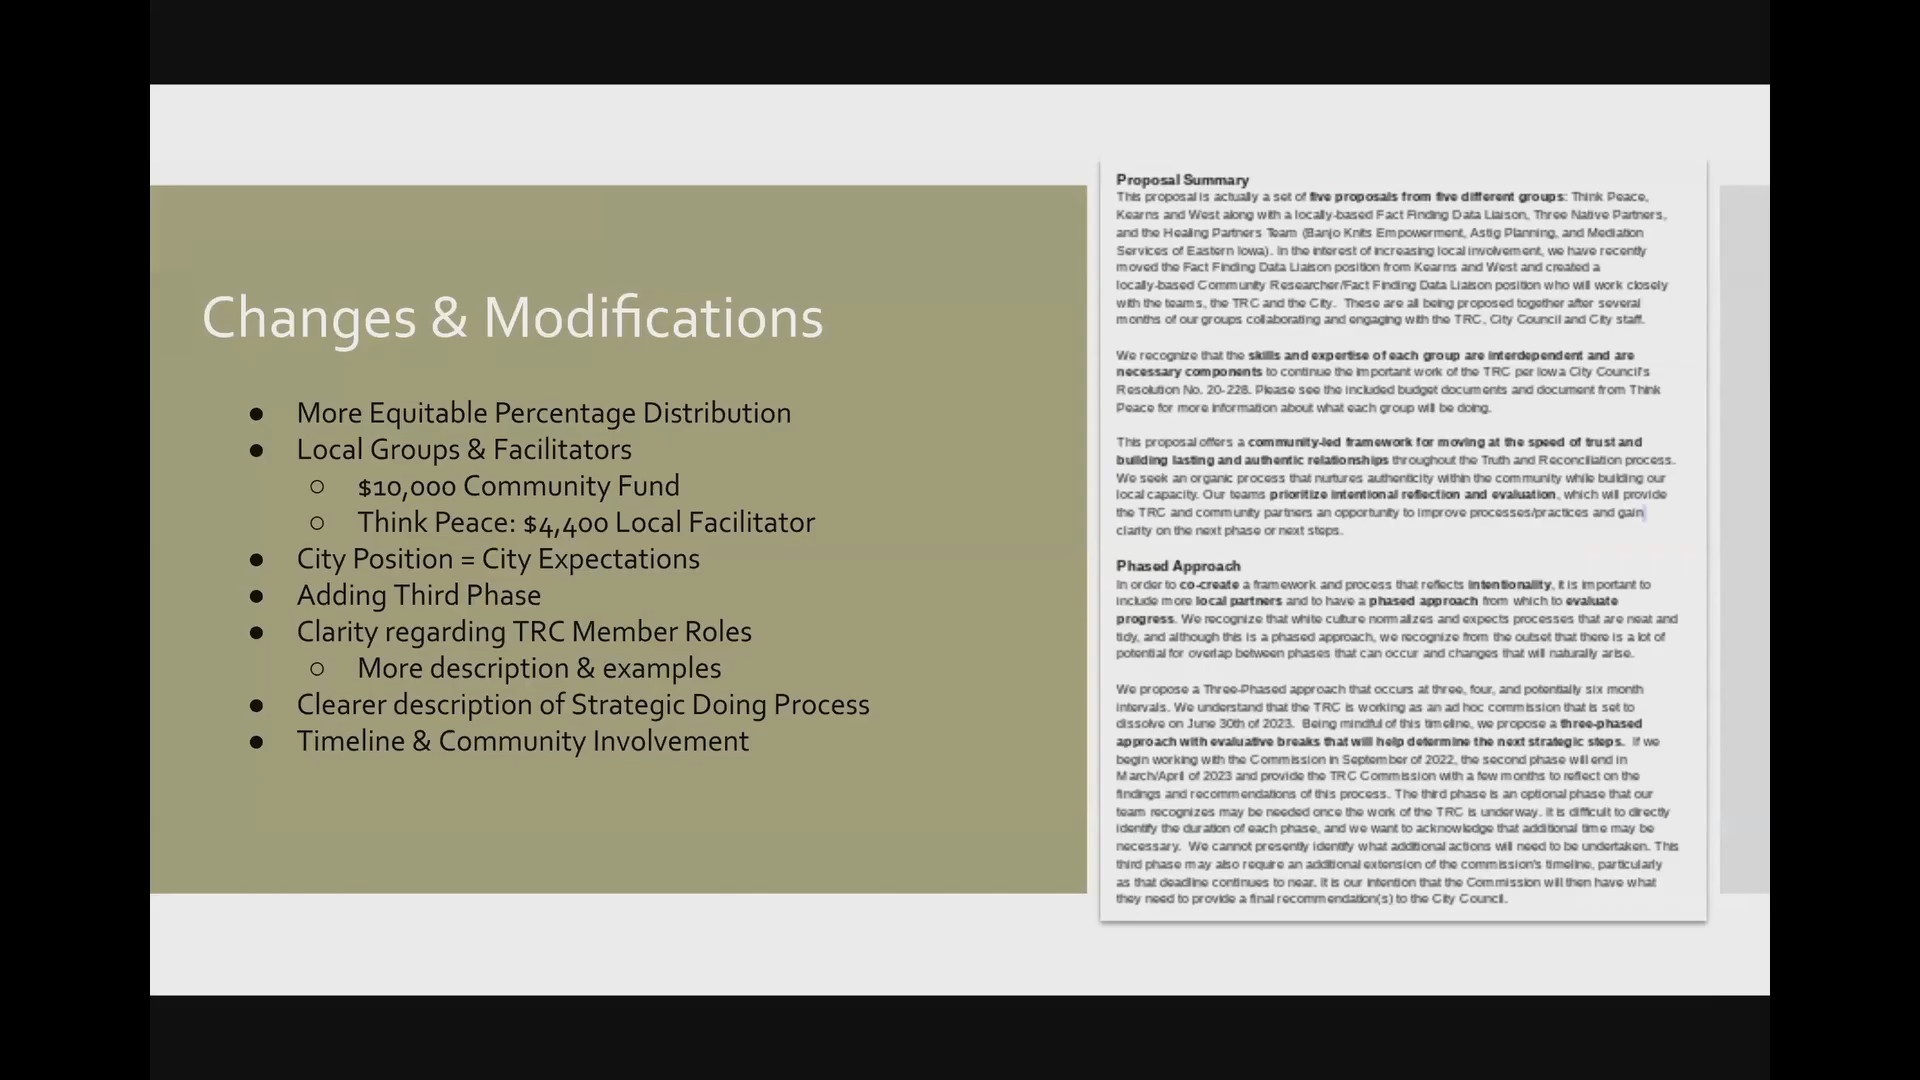 Changes & Modifications
● More Equitable Percentage Distribution
● Local Groups & Facilitators
○ $10,000 Community Fund
○ Think Peace: $4,400 Local Facilitator
● City Position = City Expectations
● Adding Third Phase
● Clarity regarding TRC Member Roles
○ More description & examples
● Clearer description of Strategic Doing Process
● Timeline & Community Involvement
Proposal Summary
This proposal is actually a set of five proposals from five different groups: Think Peace,
Kearns and West along with a locally-based Fact Finding Data Liaison, Three Native Partners,
and the Healing Partners Team (Banjo Knits Empowerment, Astig Planning, and Mediation
Services of Eastern Iowa). In the interest of increasing local involvement, we have recently
moved the Fact Finding Data Liaison position from Kearns and West and created a
locally-based Community Researcher/Fact Finding Data Liaison position who will work closely
with the teams, the TRC and the City. These are all being proposed together after several
months of our groups collaborating and engaging with the TRC, City Council and City staff.
We recognize that the skills and expertise of each group are interdependent and are
necessary components to continue the important work of the TRC per Iowa City Council's
Resolution No. 20-228. Please see the included budget documents and document from Think
Peace for more information about what each group will be doing.
This proposal offers a community-led framework for moving at the speed of trust and
building lasting and authentic relationships throughout the Truth and Reconciliation process.
We seek an organic process that nurtures authenticity within the community while building our
local capacity. Our teams prioritize intentional reflection and evaluation, which will provide
the TRC and community partners an opportunity to improve processes/practices and gain
clarity on the next phase or next steps.
Phased Approach
In order to co-create a framework and process that reflects intentionality, it is important to
include more local partners and to have a phased approach from which to evaluate
progress. We recognize that white culture normalizes and expects processes that are neat and
tidy, and although this is a phased approach, we recognize from the outset that there is a lot of
potential for overlap between phases that can occur and changes that will naturally arise.
We propose a Three-Phased approach that occurs at three, four, and potentially six month
intervals. We understand that the TRC is working as an ad hoc commission that is set to
dissolve on June 30th of 2023. Being mindful of this timeline, we propose a three-phased
approach with evaluative breaks that will help determine the next strategic steps. If we
begin working with the Commission in September of 2022, the second phase will end in
March/April of 2023 and provide the TRC Commission with a few months to reflect on the
findings and recommendations of this process. The third phase is an optional phase that our
team recognizes may be needed once the work of the TRC is underway. It is difficult to directly
identify the duration of each phase, and we want to acknowledge that additional time may be
necessary. We cannot presently identify what additional actions will need to be undertaken. This
third phase may also require an additional extension of the commission's timeline, particularly
as that deadline continues to near. It is our intention that the Commission will then have what
they need to provide a final recommendation(s) to the City Council.